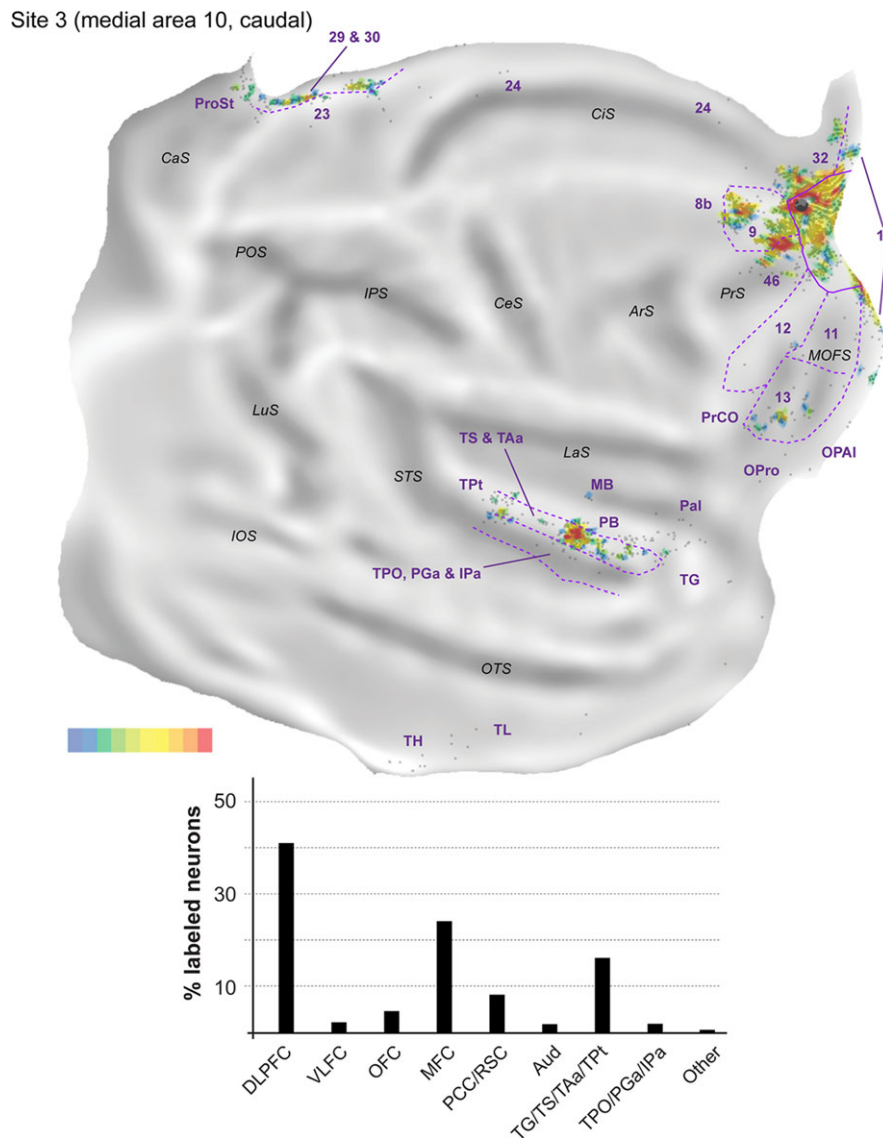 Site 3 (medial area 10, caudal)
29 & 30
ProSt
23
24
24
CiS
CaS
32
8b
9
1
46
POS
IPS
CeS
ArS
PrS
12
11
MOFS
13
LuS
PrCO
OPAl
OPro
TS & TAa
LaS
STS
TPt
MB
PaI
PB
IOS
TPO, PGa & IPa
TG
OTS
TL
TH
% labeled neurons
50
30
10
DLPFC
VLFC
OFC
MFC
PCC/RSC
Aud
TG/TS/TAa/TPt
TPO/PGa/IPa
Other